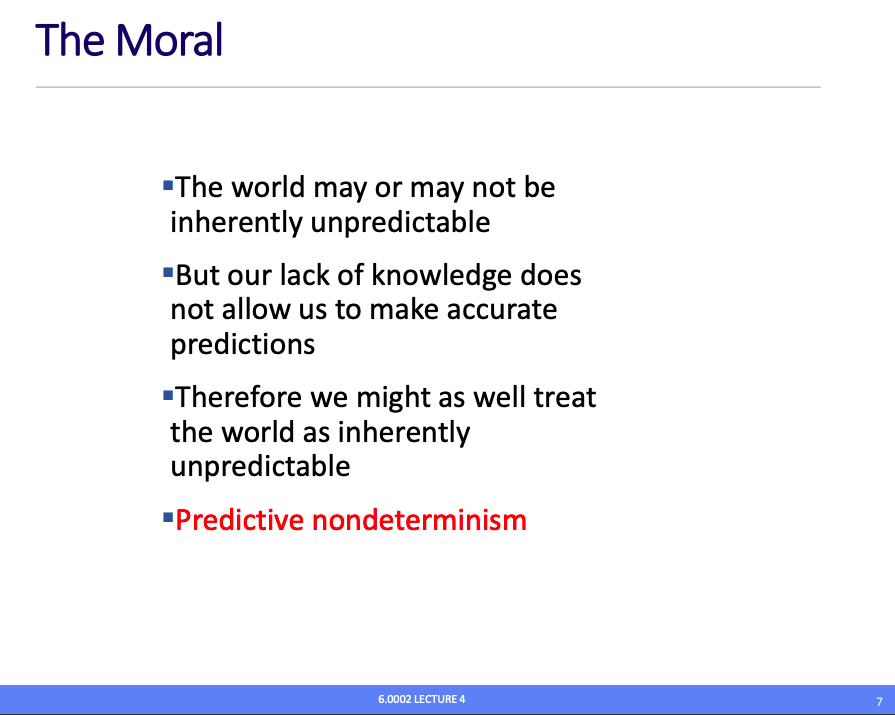 The Moral
▪The world may or may not be
inherently unpredictable
▪But our lack of knowledge does
not allow us to make accurate
predictions
▪Therefore we might as well treat
the world as inherently
unpredictable
▪Predictive nondeterminism
6.0002 LECTURE 4
7